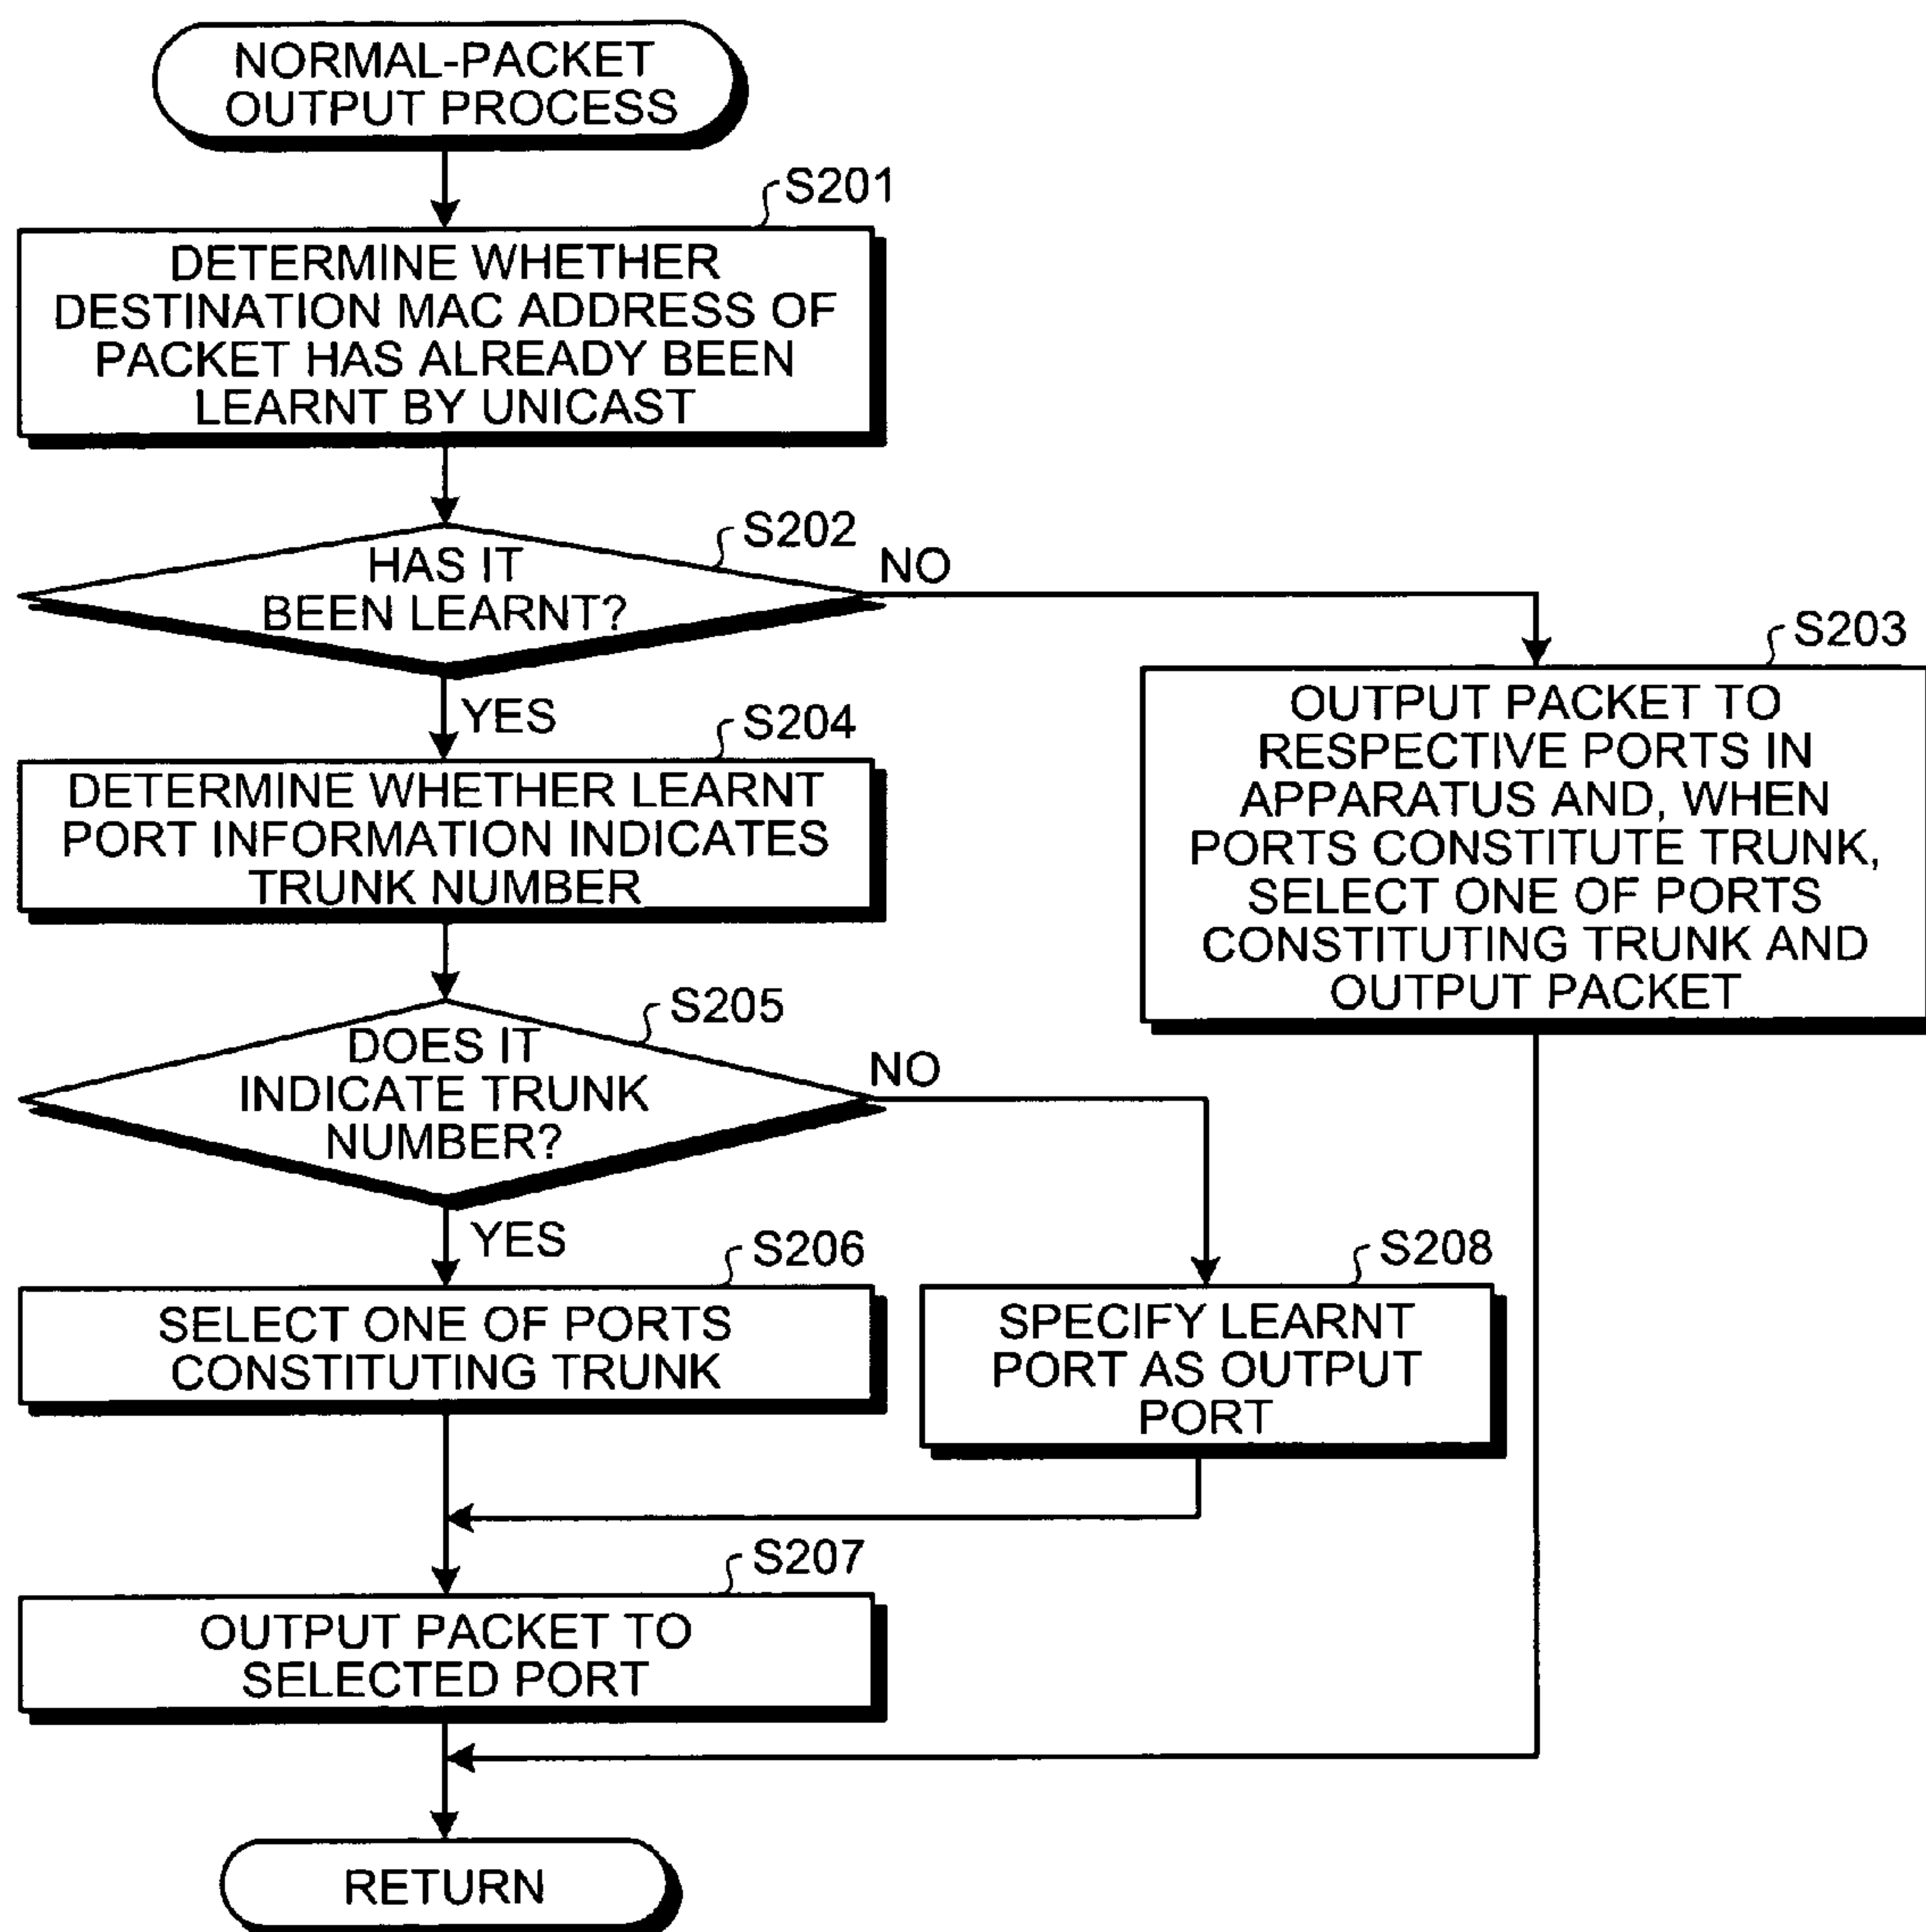 NORMAL-PACKET
OUTPUT PROCESS
S201
DETERMINE WHETHER
DESTINATION MAC ADDRESS OF
PACKET HAS ALREADY BEEN
LEARNT BY UNICAST
S202
HAS IT
BEEN LEARNT?
NO
YES
S203
OUTPUT PACKET TO
RESPECTIVE PORTS IN
APPARATUS AND, WHEN
PORTS CONSTITUTE TRUNK,
SELECT ONE OF PORTS
CONSTITUTING TRUNK AND
OUTPUT PACKET
S204
DETERMINE WHETHER LEARNT
PORT INFORMATION INDICATES
TRUNK NUMBER
S205
DOES IT
INDICATE TRUNK
NUMBER?
NO
YES
S206
SELECT ONE OF PORTS
CONSTITUTING TRUNK
S208
SPECIFY LEARNT
PORT AS OUTPUT
PORT
S207
OUTPUT PACKET TO
SELECTED PORT
RETURN